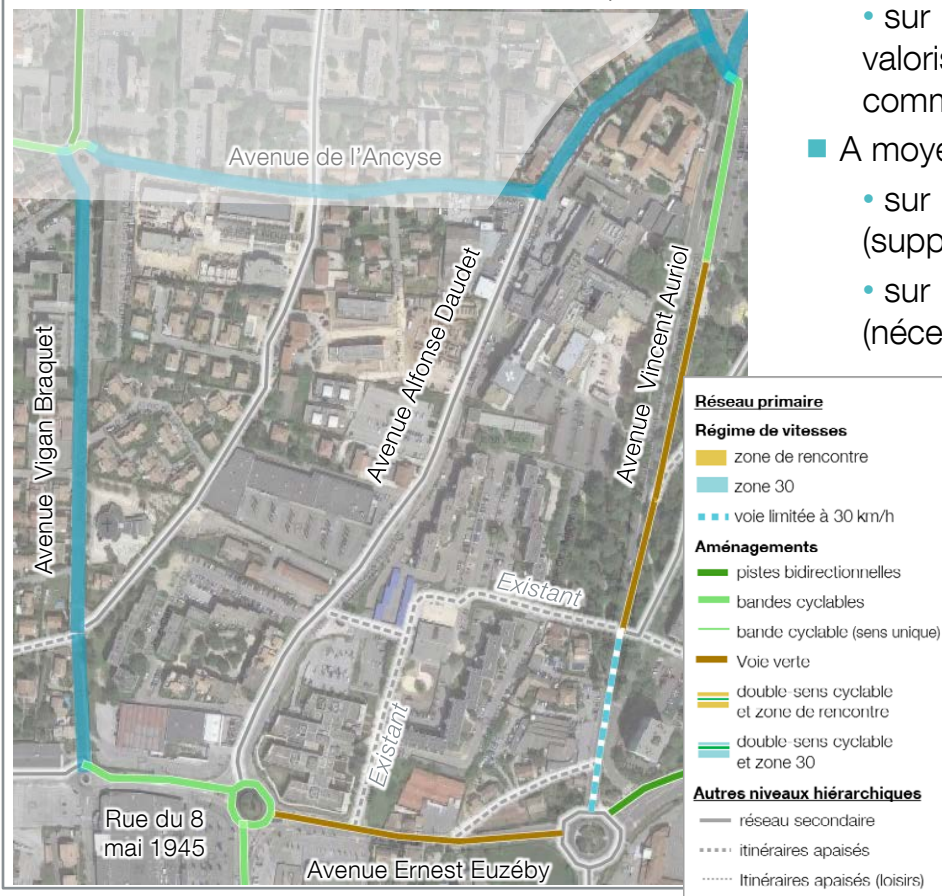 Avenue de l'Ancyse
Avenue Vigan Braquet
Avenue Alfonse Daudet
Avenue Vincent Auriol
Existant
Existant
Rue du 8
mai 1945
Avenue Ernest Euzéby
• sur
valoris
comm
■ A moye
• sur
(supp
• sur
(néce
Réseau primaire
Régime de vitesses
zone de rencontre
zone 30
voie limitée à 30 km/h
Aménagements
pistes bidirectionnelles
bandes cyclables
bande cyclable (sens unique)
Voie verte
double-sens cyclable
et zone de rencontre
double-sens cyclable
et zone 30
Autres niveaux hiérarchiques
réseau secondaire
itinéraires apaisés
Itinéraires apaisés (loisirs)